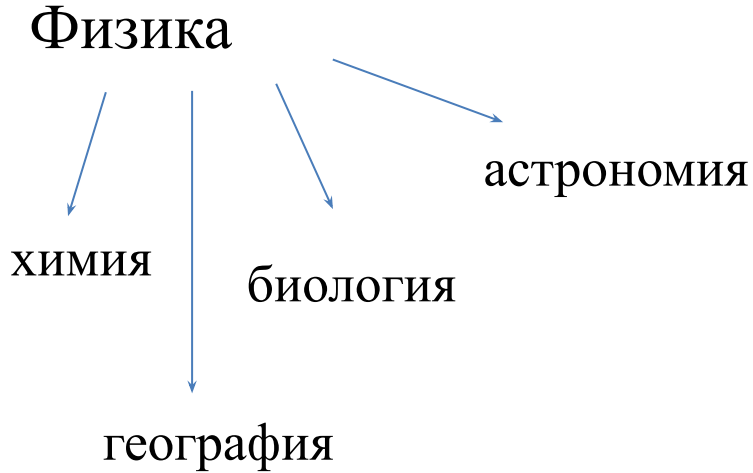 Физика
астрономия
химия
биология
география